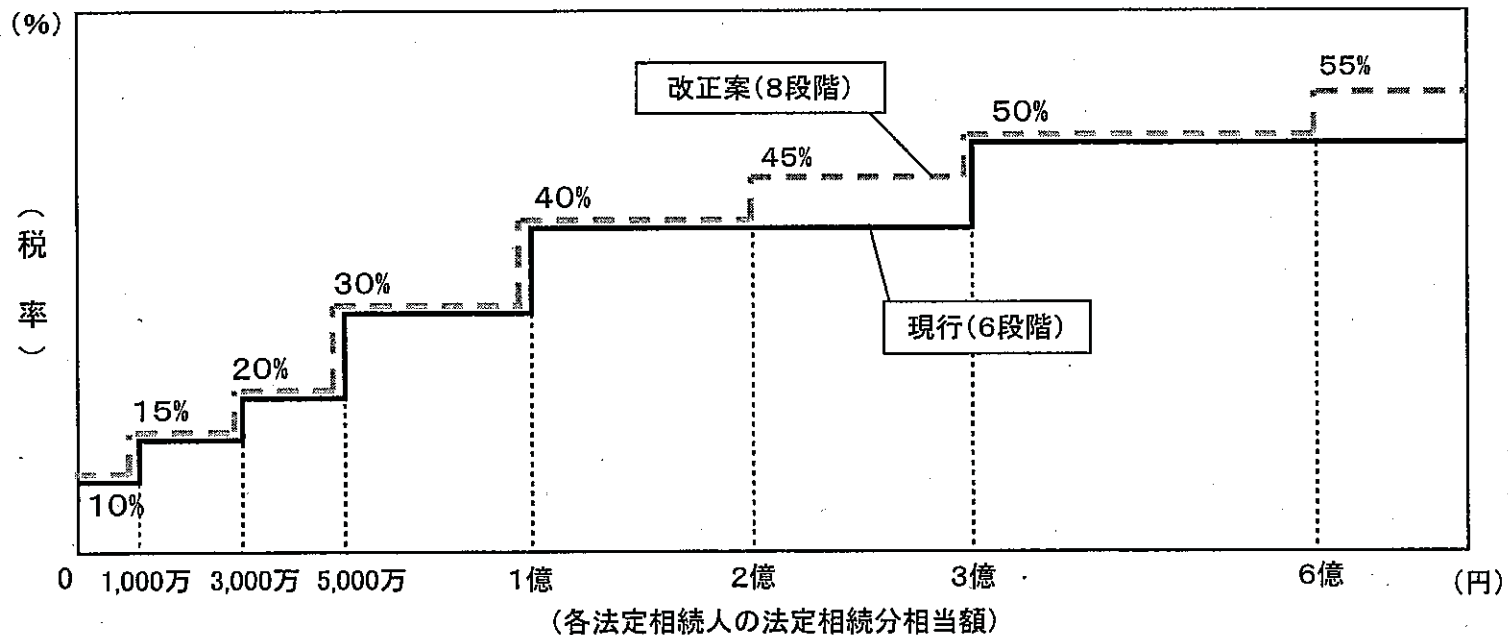 (%)
改正案(8段階)
55%
50%
45%
40%
30%
20%
15%
10%
(税率)
現行(6段階)
0 1,000万 3,000万 5,000万 1億 2億 3億 6億 (円)
(各法定相続人の法定相続分相当額)